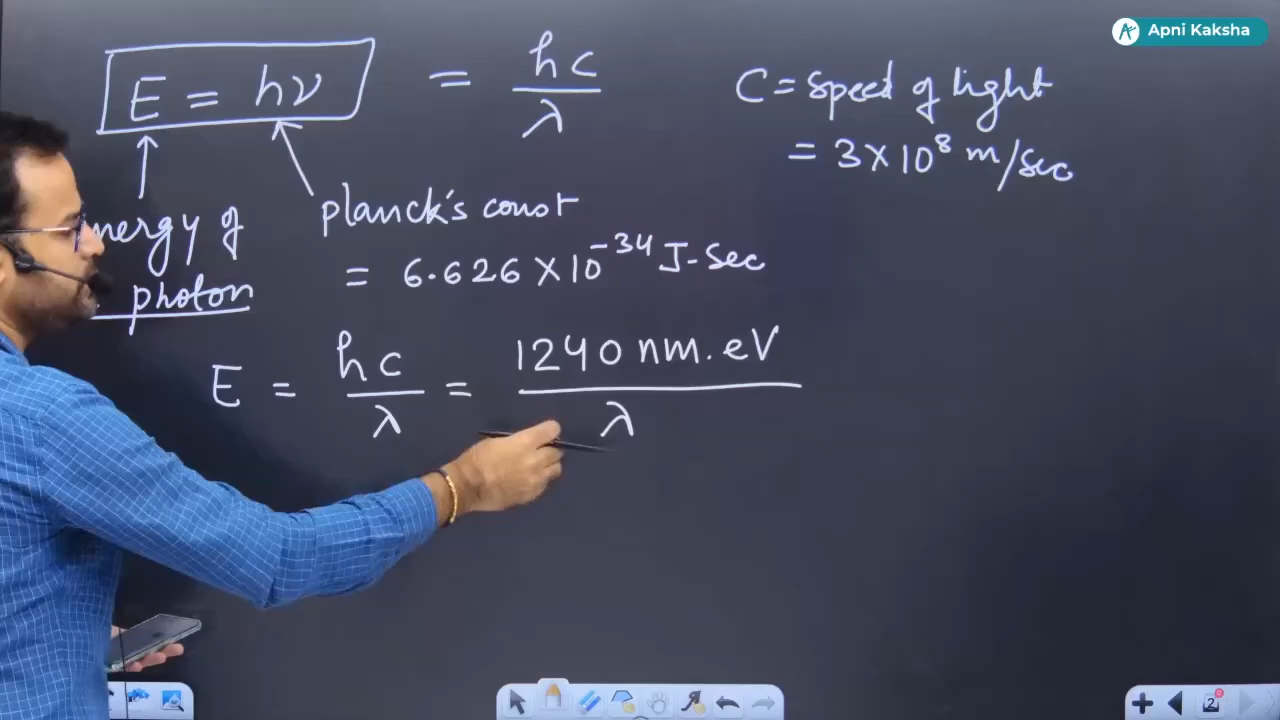 Apni Kaksha
E = hν = hc/λ
C = Speed of light
= 3×10⁸ m/sec
nergy of
photon
planck's const
= 6.626×10⁻³⁴ J-Sec
E = hc/λ = 1240 nm.eV/λ
2